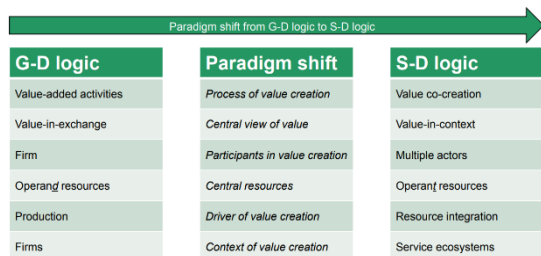 Paradigm shift from G-D logic to S-D logic
G-D logic Paradigm shift S-D logic
Value-added activities Process of value creation Value co-creation
Value-in-exchange Central view of value Value-in-context
Firm Participants in value creation Multiple actors
Operand resources Central resources Operant resources
Production Driver of value creation Resource integration
Firms Context of value creation Service ecosystems